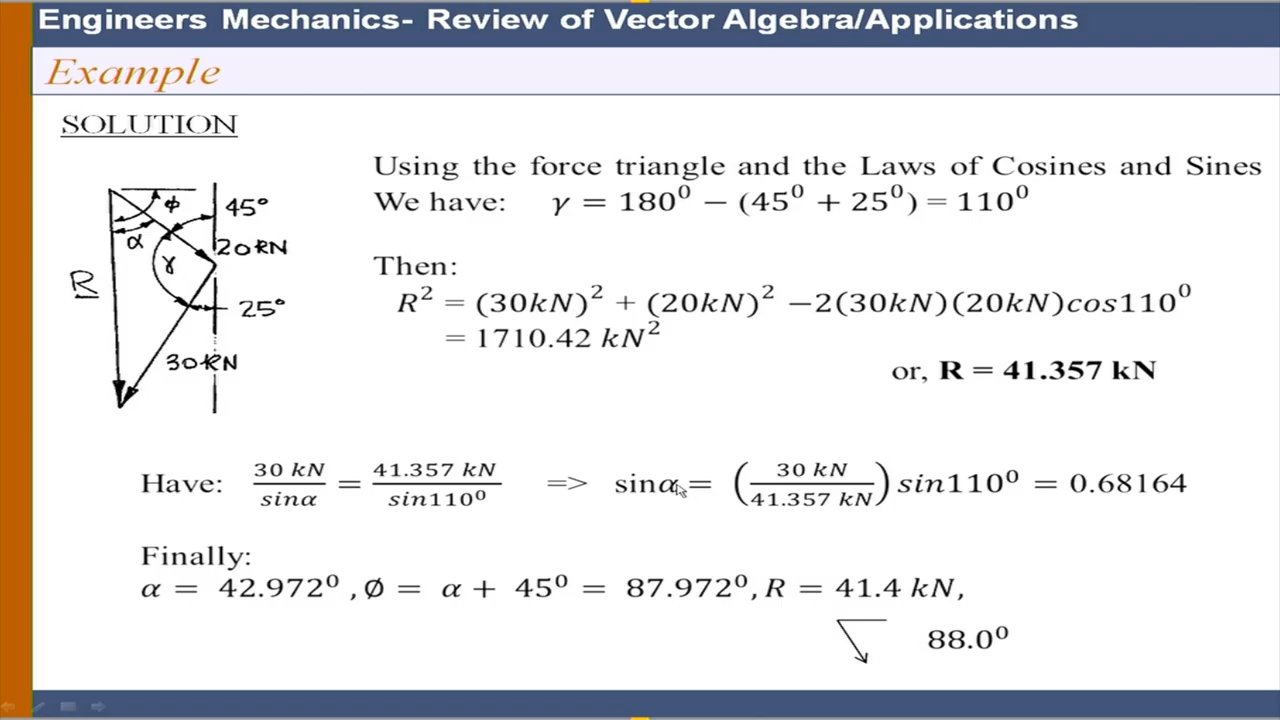 Engineers Mechanics- Review of Vector Algebra/Applications
Example
SOLUTION
Using the force triangle and the Laws of Cosines and Sines
We have: γ = 180⁰ − (45⁰ + 25⁰) = 110⁰
ϕ
45°
α
20KN
γ
R
25°
30KN
Then:
R² = (30kN)² + (20kN)² −2(30kN)(20kN)cos110⁰
= 1710.42 kN²
or, R = 41.357 kN
Have: 30 kN/sinα = 41.357 kN/sin110⁰ => sinα = (30 kN/41.357 kN) sin110⁰ = 0.68164
Finally:
α = 42.972⁰ , Ø = α + 45⁰ = 87.972⁰, R = 41.4 kN,
88.0⁰